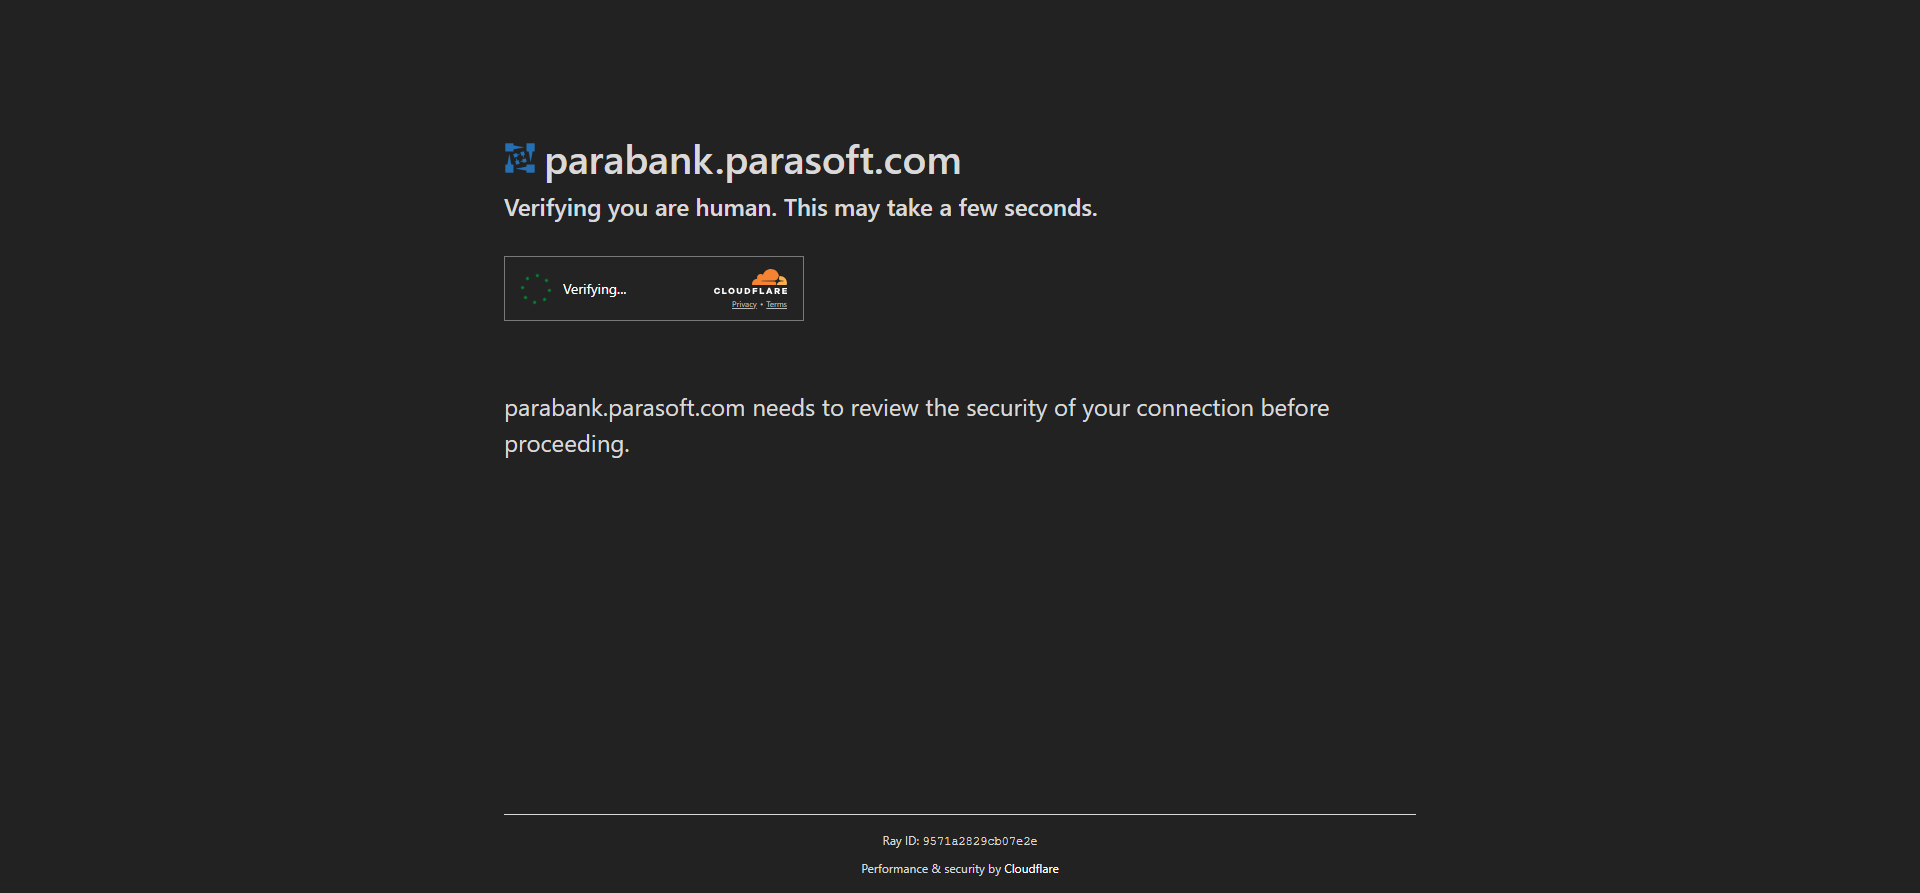 parabank.parasoft.com
Verifying you are human. This may take a few seconds.
Verifying...
CLOUDFLARE
Privacy • Terms
parabank.parasoft.com needs to review the security of your connection before
proceeding.
Ray ID: 9571a2829cb07e2e
Performance & security by Cloudflare